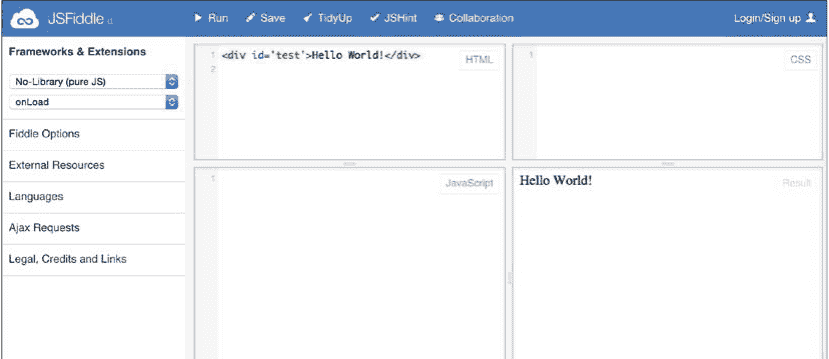 JSFiddle Run Save TidyUp JSHint Collaboration Login/Sign up
Frameworks & Extensions
No-Library (pure JS)
onLoad
Fiddle Options
External Resources
Languages
Ajax Requests
Legal, Credits and Links
1 <div id='test'>Hello World!</div>
2
HTML
1
CSS
1
JavaScript
Hello World!
Result